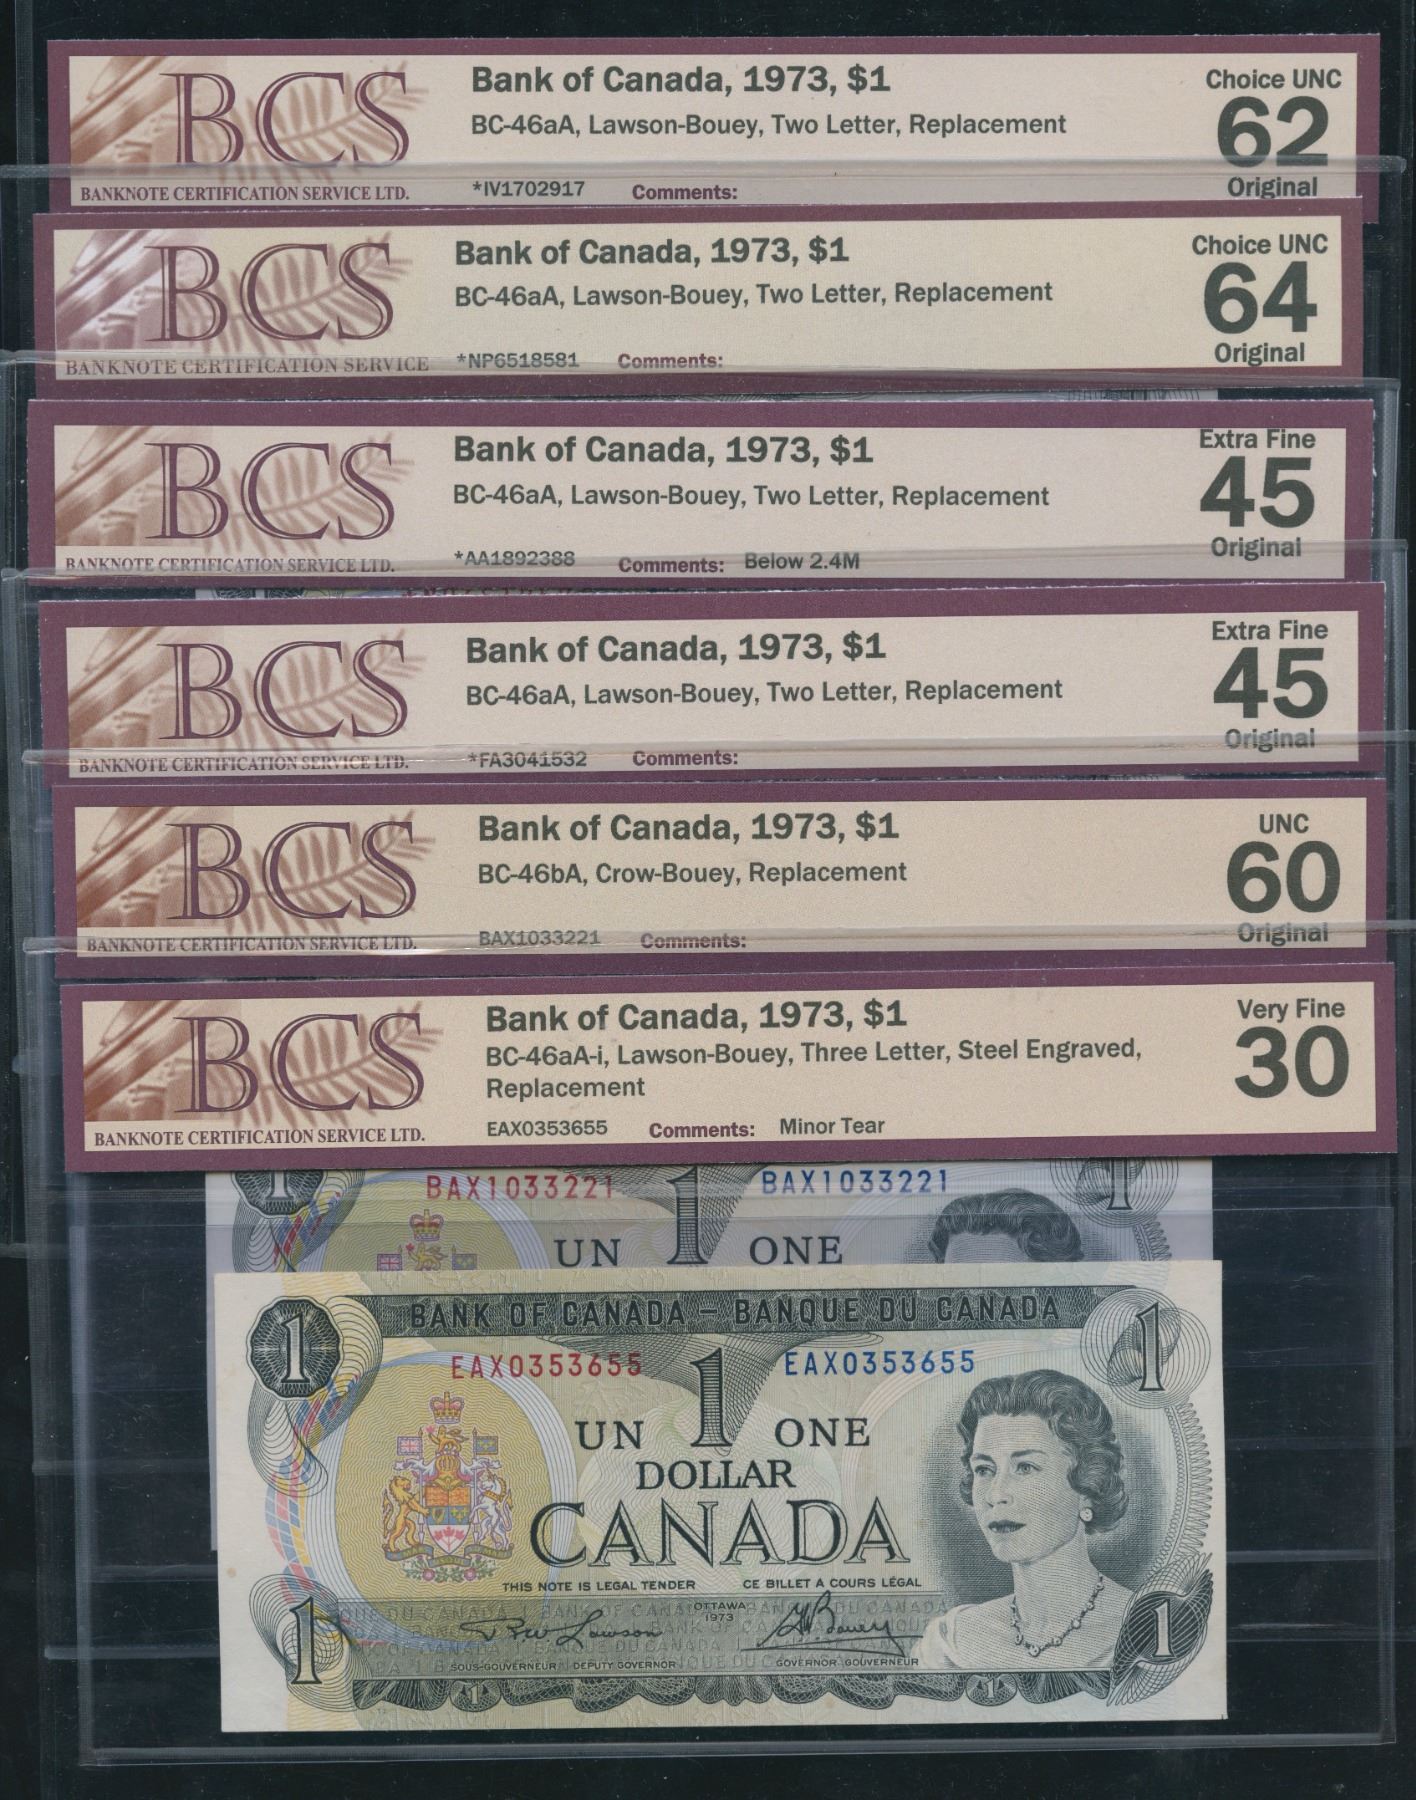 BCS
BANKNOTE CERTIFICATION SERVICE LTD.
Bank of Canada, 1973, $1
BC-46aA, Lawson-Bouey, Two Letter, Replacement
*IV1702917 Comments:
Choice UNC
62
Original
BCS
BANKNOTE CERTIFICATION SERVICE
Bank of Canada, 1973, $1
BC-46aA, Lawson-Bouey, Two Letter, Replacement
*NP6518581 Comments:
Choice UNC
64
Original
BCS
BANKNOTE CERTIFICATION SERVICE LTD.
Bank of Canada, 1973, $1
BC-46aA, Lawson-Bouey, Two Letter, Replacement
*AA1892388 Comments: Below 2.4M
Extra Fine
45
Original
BCS
BANKNOTE CERTIFICATION SERVICE LTD.
Bank of Canada, 1973, $1
BC-46aA, Lawson-Bouey, Two Letter, Replacement
*FA3041532 Comments:
Extra Fine
45
Original
BCS
BANKNOTE CERTIFICATION SERVICE LTD.
Bank of Canada, 1973, $1
BC-46bA, Crow-Bouey, Replacement
BAX1033221 Comments:
UNC
60
Original
BCS
BANKNOTE CERTIFICATION SERVICE LTD.
Bank of Canada, 1973, $1
BC-46aA-i, Lawson-Bouey, Three Letter, Steel Engraved,
Replacement
EAX0353655 Comments: Minor Tear
Very Fine
30
1 BAX1033221 1 BAX1033221 1
UN ONE
1 BANK OF CANADA – BANQUE DU CANADA 1
EAX0353655 1 EAX0353655
UN ONE
DOLLAR
CANADA
THIS NOTE IS LEGAL TENDER CE BILLET A COURS LÉGAL
OTTAWA
1973
1 R W Lawson G K Bouey 1
SOUS-GOUVERNEUR DEPUTY GOVERNOR GOVERNOR GOUVERNEUR
1 1